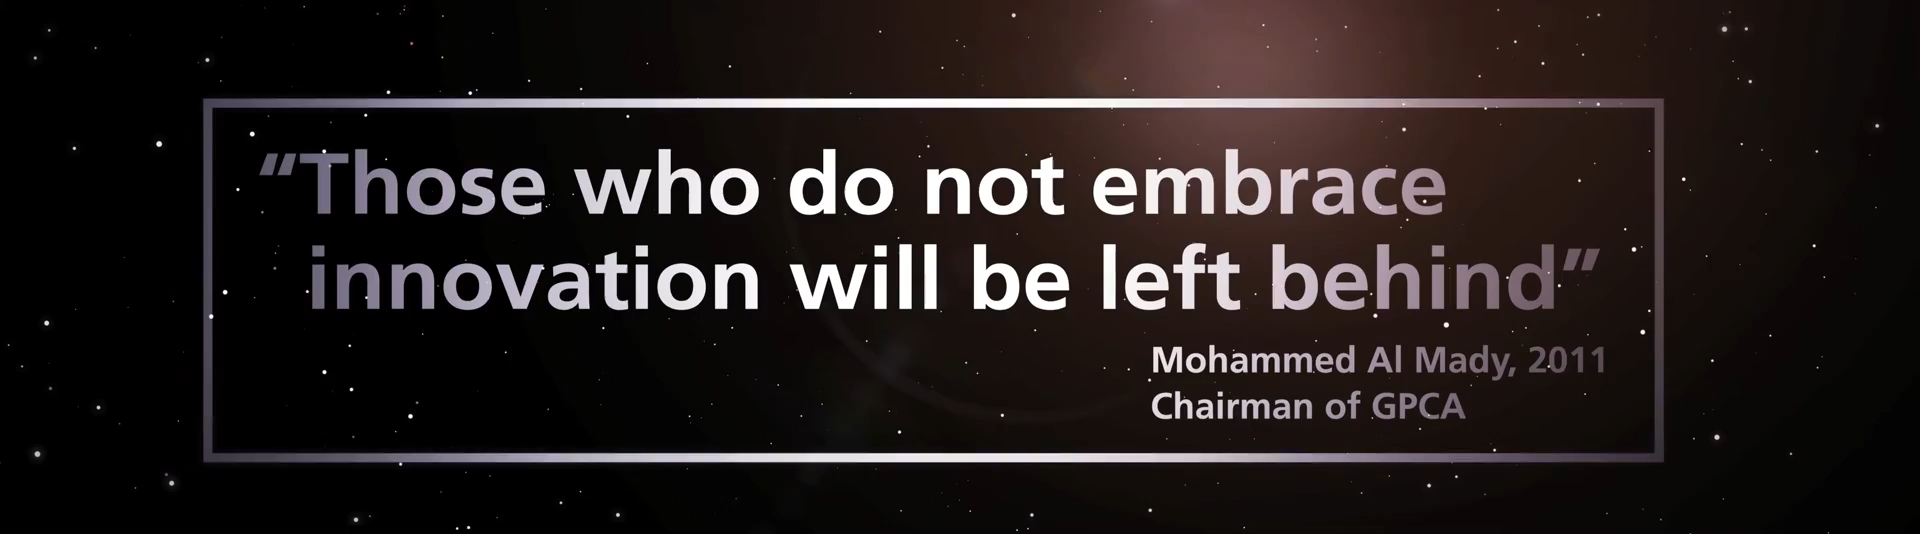 “Those who do not embrace
innovation will be left behind”
Mohammed Al Mady, 2011
Chairman of GPCA